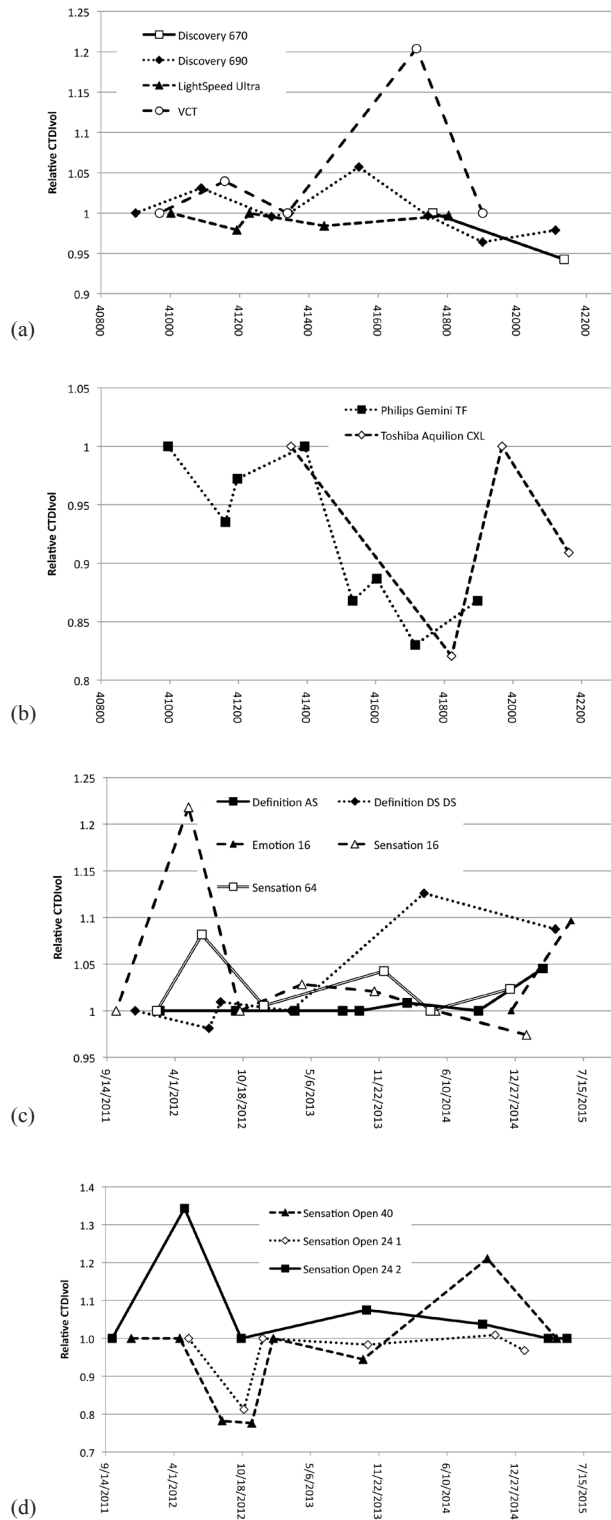 1.25
1.2
1.15
1.1
1.05
1
0.95
0.9
Relative CTDIvol
Discovery 670
Discovery 690
LightSpeed Ultra
VCT
40800
41000
41200
41400
41600
41800
42000
42200
(a)
1.05
1
0.95
0.9
0.85
0.8
Relative CTDIvol
Philips Gemini TF
Toshiba Aquilion CXL
40800
41000
41200
41400
41600
41800
42000
42200
(b)
1.25
1.2
1.15
1.1
1.05
1
0.95
Relative CTDIvol
Definition AS
Definition DS DS
Emotion 16
Sensation 16
Sensation 64
9/14/2011
4/1/2012
10/18/2012
5/6/2013
11/22/2013
6/10/2014
12/27/2014
7/15/2015
(c)
1.4
1.3
1.2
1.1
1.0
0.9
0.8
0.7
Relative CTDIvol
Sensation Open 40
Sensation Open 24 1
Sensation Open 24 2
9/14/2011
4/1/2012
10/18/2012
5/6/2013
11/22/2013
6/10/2014
12/27/2014
7/15/2015
(d)